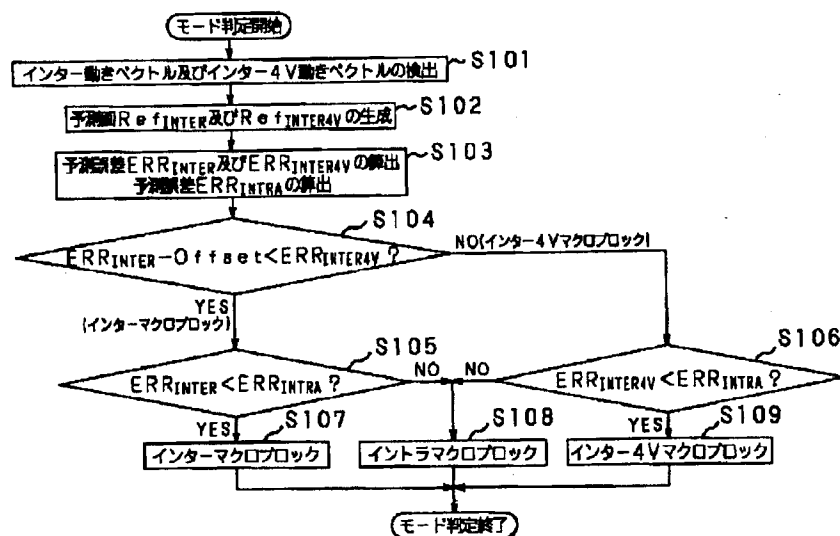 モード判定開始
インター動きベクトル及びインター4V動きベクトルの検出
S101
予測画RefINTER及びRefINTER4Vの生成
S102
予測誤差ERRINTER及びERRINTER4Vの算出
予測誤差ERRINTRAの算出
S103
ERRINTER-Offset<ERRINTER4V?
S104
NO(インター4Vマクロブロック)
YES
(インターマクロブロック)
ERRINTER<ERRINTRA?
S105
NO
NO
ERRINTER4V<ERRINTRA?
S106
YES
S107
S108
YES
S109
インターマクロブロック
イントラマクロブロック
インター4Vマクロブロック
モード判定終了